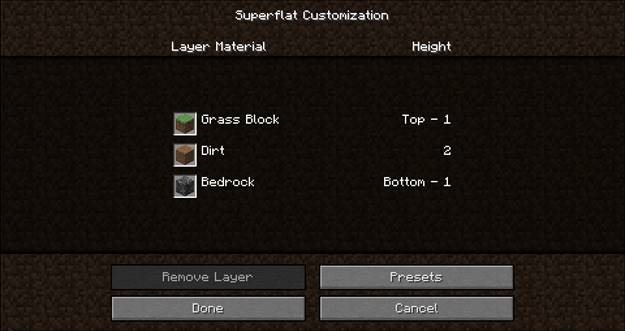 Superflat Customization
Layer Material Height
Grass Block Top - 1
Dirt 2
Bedrock Bottom - 1
Remove Layer Presets
Done Cancel